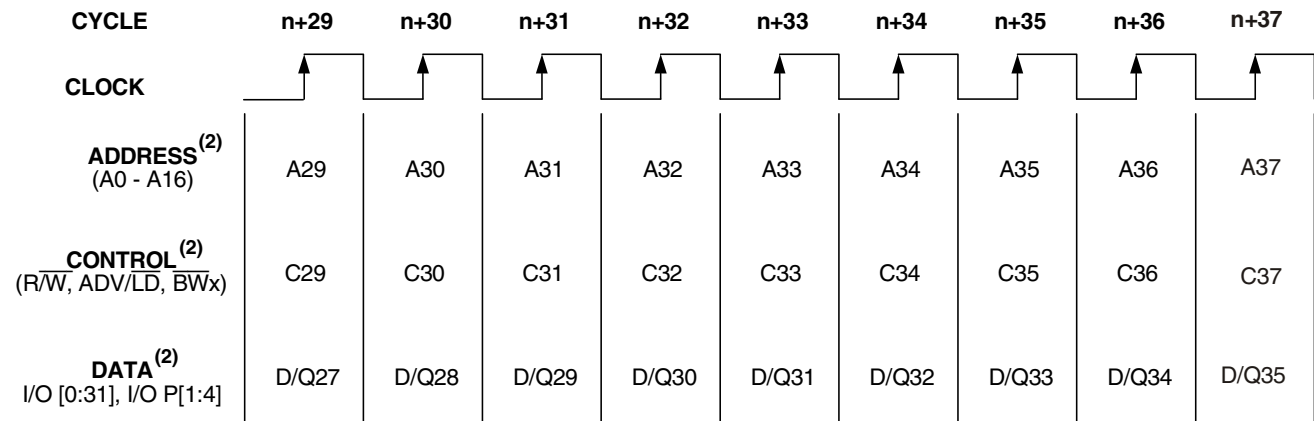 CYCLE n+29 n+30 n+31 n+32 n+33 n+34 n+35 n+36 n+37
CLOCK
ADDRESS(2)
(A0 - A16) A29 A30 A31 A32 A33 A34 A35 A36 A37
CONTROL(2)
(R/W̅, ADV/L̅D̅, B̅W̅x) C29 C30 C31 C32 C33 C34 C35 C36 C37
DATA(2)
I/O [0:31], I/O P[1:4] D/Q27 D/Q28 D/Q29 D/Q30 D/Q31 D/Q32 D/Q33 D/Q34 D/Q35